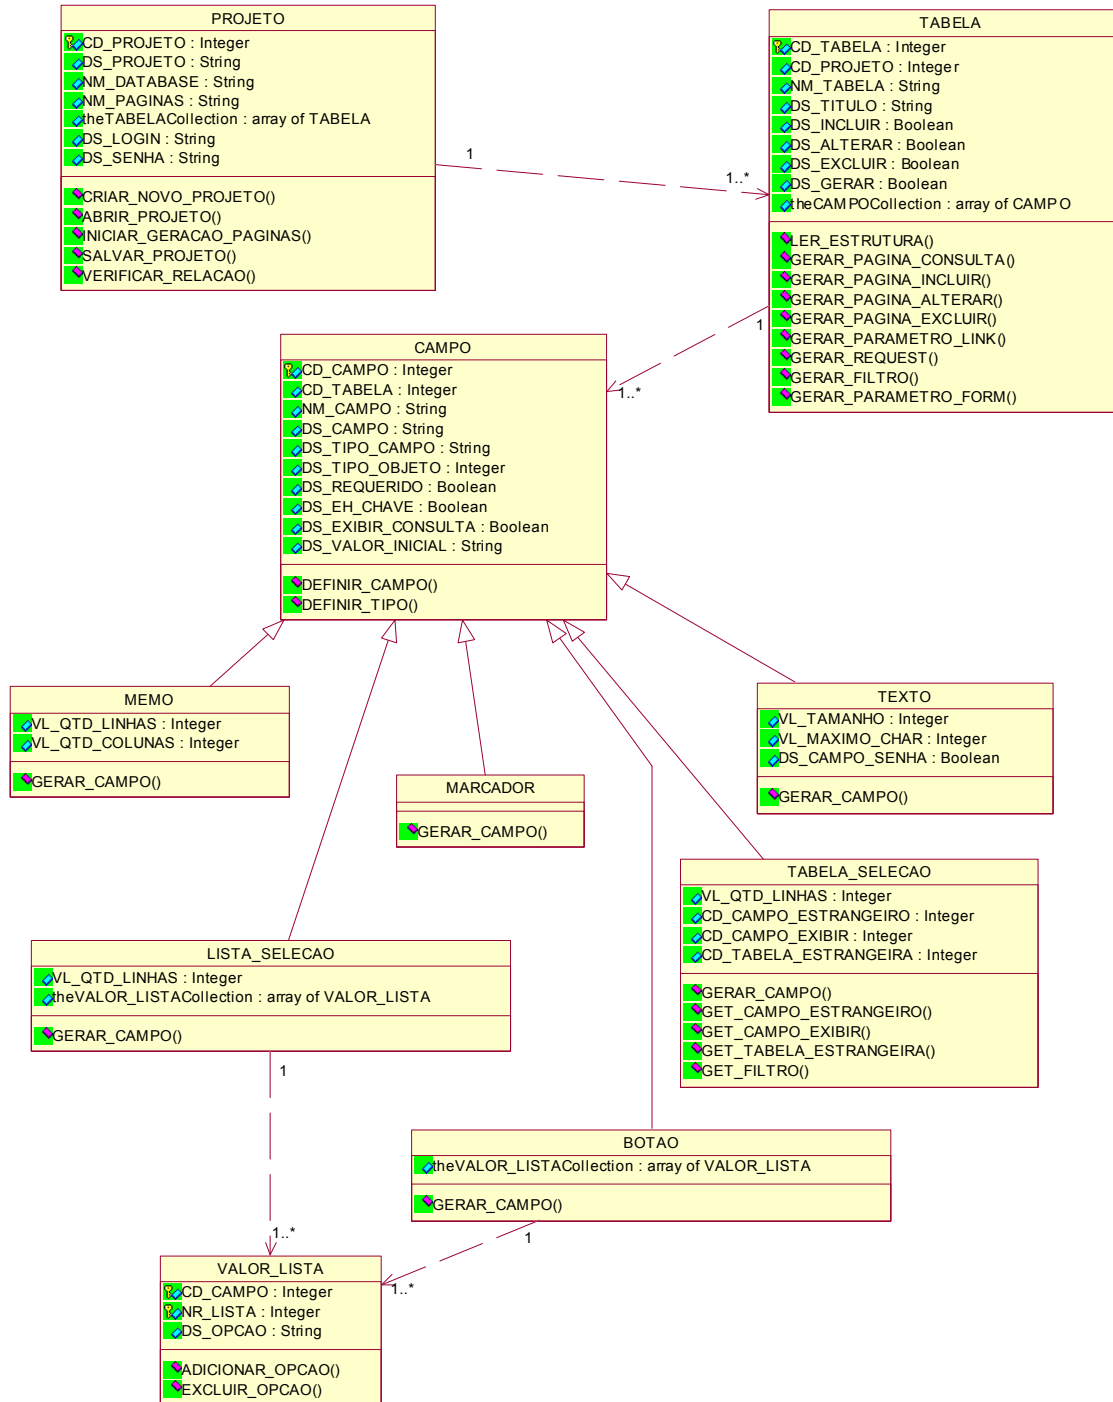 PROJETO
CD_PROJETO : Integer
DS_PROJETO : String
NM_DATABASE : String
NM_PAGINAS : String
theTABELACollection : array of TABELA
DS_LOGIN : String
DS_SENHA : String
CRIAR_NOVO_PROJETO()
ABRIR_PROJETO()
INICIAR_GERACAO_PAGINAS()
SALVAR_PROJETO()
VERIFICAR_RELACAO()
1
1..*
TABELA
CD_TABELA : Integer
CD_PROJETO : Integer
NM_TABELA : String
DS_TITULO : String
DS_INCLUIR : Boolean
DS_ALTERAR : Boolean
DS_EXCLUIR : Boolean
DS_GERAR : Boolean
theCAMPOCollection : array of CAMPO
LER_ESTRUTURA()
GERAR_PAGINA_CONSULTA()
GERAR_PAGINA_INCLUIR()
GERAR_PAGINA_ALTERAR()
GERAR_PAGINA_EXCLUIR()
GERAR_PARAMETRO_LINK()
GERAR_REQUEST()
GERAR_FILTRO()
GERAR_PARAMETRO_FORM()
1
1..*
CAMPO
CD_CAMPO : Integer
CD_TABELA : Integer
NM_CAMPO : String
DS_CAMPO : String
DS_TIPO_CAMPO : String
DS_TIPO_OBJETO : Integer
DS_REQUERIDO : Boolean
DS_EH_CHAVE : Boolean
DS_EXIBIR_CONSULTA : Boolean
DS_VALOR_INICIAL : String
DEFINIR_CAMPO()
DEFINIR_TIPO()
MEMO
VL_QTD_LINHAS : Integer
VL_QTD_COLUNAS : Integer
GERAR_CAMPO()
MARCADOR
GERAR_CAMPO()
TEXTO
VL_TAMANHO : Integer
VL_MAXIMO_CHAR : Integer
DS_CAMPO_SENHA : Boolean
GERAR_CAMPO()
TABELA_SELECAO
VL_QTD_LINHAS : Integer
CD_CAMPO_ESTRANGEIRO : Integer
CD_CAMPO_EXIBIR : Integer
CD_TABELA_ESTRANGEIRA : Integer
GERAR_CAMPO()
GET_CAMPO_ESTRANGEIRO()
GET_CAMPO_EXIBIR()
GET_TABELA_ESTRANGEIRA()
GET_FILTRO()
LISTA_SELECAO
VL_QTD_LINHAS : Integer
theVALOR_LISTACollection : array of VALOR_LISTA
GERAR_CAMPO()
1
1..*
BOTAO
theVALOR_LISTACollection : array of VALOR_LISTA
GERAR_CAMPO()
1
1..*
VALOR_LISTA
CD_CAMPO : Integer
NR_LISTA : Integer
DS_OPCAO : String
ADICIONAR_OPCAO()
EXCLUIR_OPCAO()